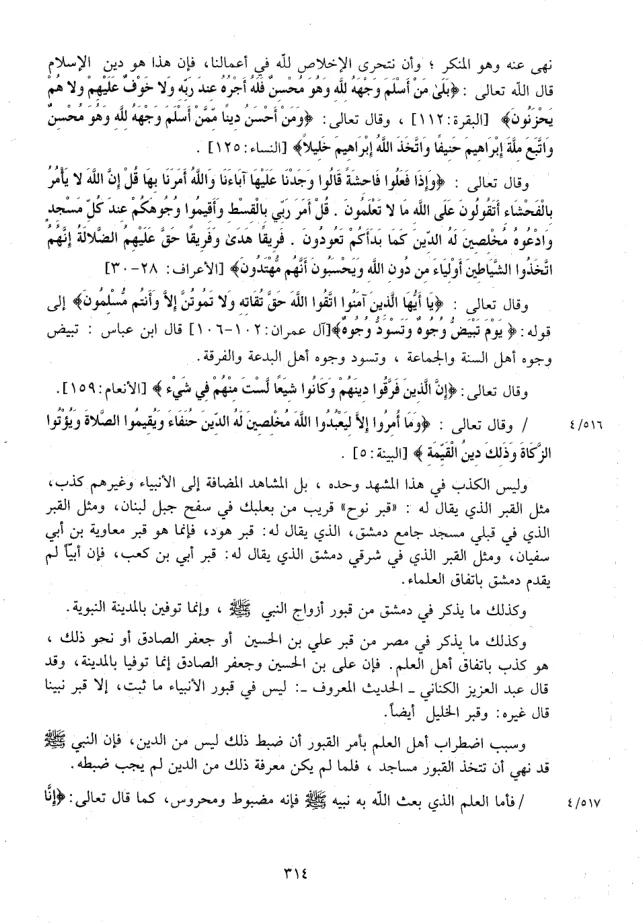 نهى عنه وهو المنكر ؛ وأن نتحرى الإخلاص لله في أعمالنا، فإن هذا هو دين الإسلام
قال الله تعالى : ﴿بَلَىٰ مَنْ أَسْلَمَ وَجْهَهُ لِلَّهِ وَهُوَ مُحْسِنٌ فَلَهُ أَجْرُهُ عِندَ رَبِّهِ وَلَا خَوْفٌ عَلَيْهِمْ وَلَا هُمْ
يَحْزَنُونَ﴾ [البقرة:١١٢] ، وقال تعالى: ﴿وَمَنْ أَحْسَنُ دِينًا مِّمَّنْ أَسْلَمَ وَجْهَهُ لِلَّهِ وَهُوَ مُحْسِنٌ
وَاتَّبَعَ مِلَّةَ إِبْرَاهِيمَ حَنِيفًا وَاتَّخَذَ اللَّهُ إِبْرَاهِيمَ خَلِيلًا﴾ [النساء:١٢٥] .
وقال تعالى : ﴿وَإِذَا فَعَلُوا فَاحِشَةً قَالُوا وَجَدْنَا عَلَيْهَا آبَاءَنَا وَاللَّهُ أَمَرَنَا بِهَا قُلْ إِنَّ اللَّهَ لَا يَأْمُرُ
بِالْفَحْشَاءِ أَتَقُولُونَ عَلَى اللَّهِ مَا لَا تَعْلَمُونَ . قُلْ أَمَرَ رَبِّي بِالْقِسْطِ وَأَقِيمُوا وُجُوهَكُمْ عِندَ كُلِّ مَسْجِدٍ
وَادْعُوهُ مُخْلِصِينَ لَهُ الدِّينَ كَمَا بَدَأَكُمْ تَعُودُونَ . فَرِيقًا هَدَىٰ وَفَرِيقًا حَقَّ عَلَيْهِمُ الضَّلَالَةُ إِنَّهُمُ
اتَّخَذُوا الشَّيَاطِينَ أَوْلِيَاءَ مِن دُونِ اللَّهِ وَيَحْسَبُونَ أَنَّهُم مُّهْتَدُونَ﴾ [الأعراف: ٢٨-٣٠]
وقال تعالى : ﴿يَا أَيُّهَا الَّذِينَ آمَنُوا اتَّقُوا اللَّهَ حَقَّ تُقَاتِهِ وَلَا تَمُوتُنَّ إِلَّا وَأَنتُم مُّسْلِمُونَ﴾ إلى
قوله: ﴿ يَوْمَ تَبْيَضُّ وُجُوهٌ وَتَسْوَدُّ وُجُوهٌ﴾[آل عمران:١٠٢-١٠٦] قال ابن عباس : تبيض
وجوه أهل السنة والجماعة ، وتسود وجوه أهل البدعة والفرقة.
وقال تعالى: ﴿إِنَّ الَّذِينَ فَرَّقُوا دِينَهُمْ وَكَانُوا شِيَعًا لَّسْتَ مِنْهُمْ فِي شَيْءٍ ﴾ [الأنعام:١٥٩].
٤/٥١٦ / وقال تعالى : ﴿وَمَا أُمِرُوا إِلَّا لِيَعْبُدُوا اللَّهَ مُخْلِصِينَ لَهُ الدِّينَ حُنَفَاءَ وَيُقِيمُوا الصَّلَاةَ وَيُؤْتُوا
الزَّكَاةَ وَذَٰلِكَ دِينُ الْقَيِّمَةِ ﴾ [البينة:٥] .
وليس الكذب في هذا المشهد وحده ، بل المشاهد المضافة إلى الأنبياء وغيرهم كذب،
مثل القبر الذي يقال له : «قبر نوح» قريب من بعلبك في سفح جبل لبنان، ومثل القبر
الذي في قبلي مسجد جامع دمشق، الذي يقال له: قبر هود، فإنما هو قبر معاوية بن أبي
سفيان، ومثل القبر الذي في شرقي دمشق الذي يقال له: قبر أبي بن كعب، فإن أبيًّا لم
يقدم دمشق باتفاق العلماء.
وكذلك ما يذكر في دمشق من قبور أزواج النبي ﷺ ، وإنما توفين بالمدينة النبوية.
وكذلك ما يذكر في مصر من قبر علي بن الحسين أو جعفر الصادق أو نحو ذلك ،
هو كذب باتفاق أهل العلم. فإن على بن الحسين وجعفر الصادق إنما توفيا بالمدينة، وقد
قال عبد العزيز الكناني ـ الحديث المعروف ـ: ليس في قبور الأنبياء ما ثبت، إلا قبر نبينا
قال غيره: وقبر الخليل أيضاً.
وسبب اضطراب أهل العلم بأمر القبور أن ضبط ذلك ليس من الدين، فإن النبي ﷺ
قد نهي أن تتخذ القبور مساجد ، فلما لم يكن معرفة ذلك من الدين لم يجب ضبطه.
٤/٥١٧ / فأما العلم الذي بعث الله به نبيه ﷺ فإنه مضبوط ومحروس، كما قال تعالى: ﴿إِنَّا
٣١٤